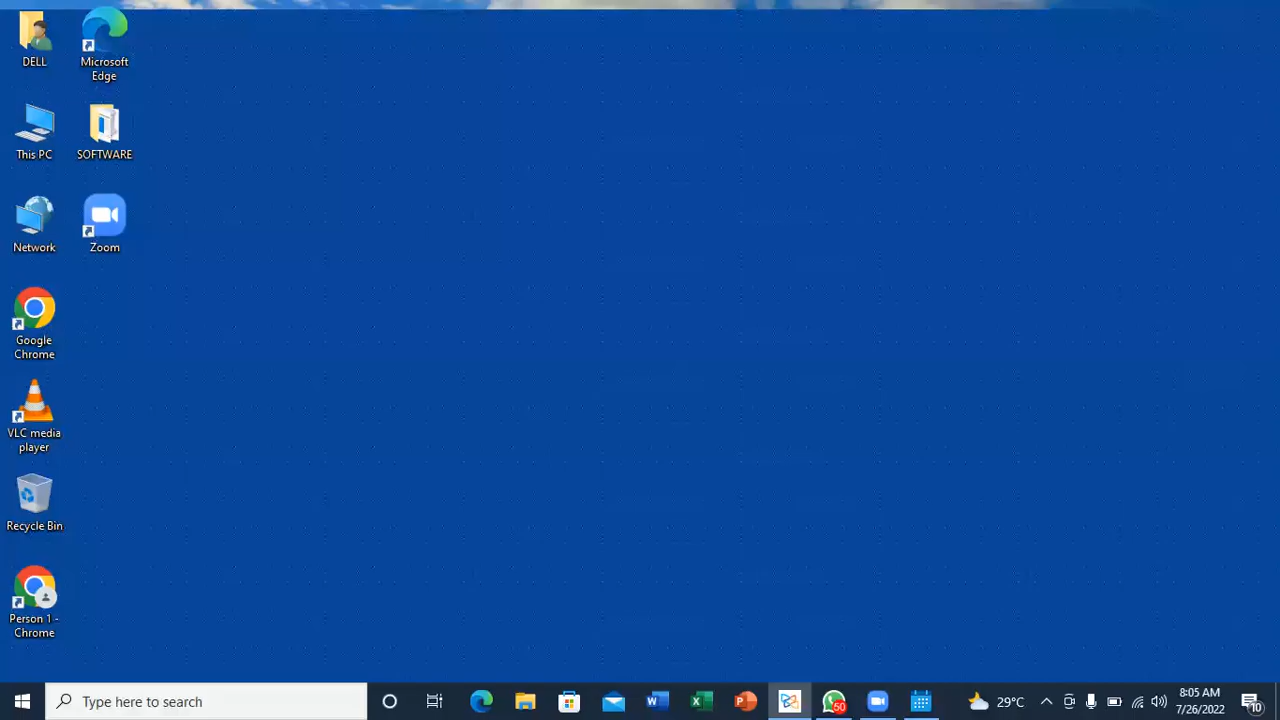 DELL
Microsoft
Edge
This PC
SOFTWARE
Network
Zoom
Google
Chrome
VLC media
player
Recycle Bin
Person 1 -
Chrome
Type here to search
60
29°C
8:05 AM
7/26/2022
10